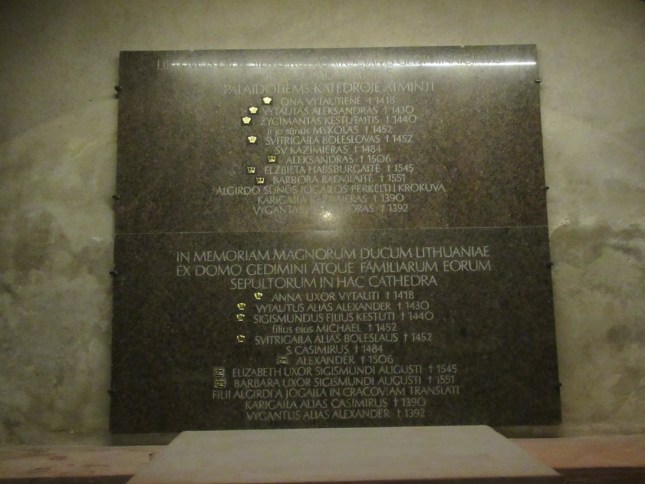 PALAIDOTIEMS KATEDROJE ATMINTI
ONA VYTAUTIENĖ † 1418
VYTAUTAS ALEKSANDRAS † 1430
ŽYGIMANTAS KĘSTUTAITIS † 1440
ir jo sūnus MYKOLAS † 1452
ŠVITRIGAILA BOLESLOVAS † 1452
ŠV. KAZIMIERAS † 1484
ALEKSANDRAS † 1506
ELZBIETA HABSBURGAITĖ † 1545
BARBORA RADVILAITĖ † 1551
ALGIRDO SŪNŪS JOGAILOS PERKELTI Į KROKUVĄ
KARIGAILA KAZIMIERAS † 1390
† 1392
IN MEMORIAM MAGNORUM DUCUM LITHUANIAE
EX DOMO GEDIMINI ATQUE FAMILIARUM EORUM
SEPULTORUM IN HAC CATHEDRA
ANNA UXOR VYTAUTI † 1418
VYTAUTUS ALIAS ALEXANDER † 1430
SIGISMUNDUS FILIUS KESTUTI † 1440
filius eius MICHAEL † 1452
SVITRIGAILA ALIAS BOLESLAUS † 1452
S. CASIMIRUS † 1484
ALEXANDER † 1506
ELIZABETH UXOR SIGISMUNDI AUGUSTI † 1545
BARBARA UXOR SIGISMUNDI AUGUSTI † 1551
FILII ALGIRDI A JOGAILA IN CRACOVIAM TRANSLATI
KARIGAILA ALIAS CASIMIRUS † 1390
VYGANTUS ALIAS ALEXANDER † 1392